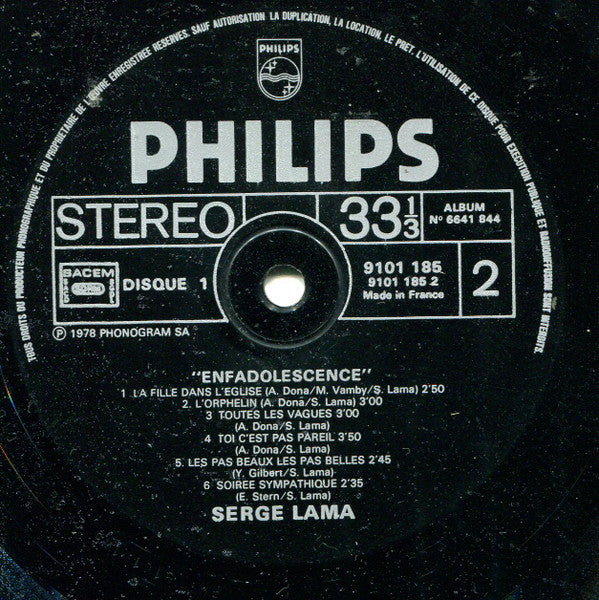 TOUS DROITS DU PRODUCTEUR PHONOGRAPHIQUE ET DU PROPRIETAIRE DE L'ŒUVRE ENREGISTREE RESERVES. SAUF AUTORISATION LA DUPLICATION, LA LOCATION, LE PRET, L'UTILISATION DE CE DISQUE POUR EXECUTION PUBLIQUE ET RADIODIFFUSION SONT INTERDITS.
PHILIPS
PHILIPS
STEREO
33 1/3
ALBUM
N° 6641 844
SACEM
DISQUE 1
9101 185
9101 185 2
Made in France
2
Ⓟ 1978 PHONOGRAM SA
"ENFADOLESCENCE"
1 LA FILLE DANS L'EGLISE (A. Dona/M. Vamby/S. Lama) 2'50
2. L'ORPHELIN (A. Dona/S. Lama) 3'00
3 TOUTES LES VAGUES 3'00
(A. Dona/S. Lama)
4 TOI C'EST PAS PAREIL 3'50
(A. Dona/S. Lama)
5. LES PAS BEAUX LES PAS BELLES 2'45
(Y. Gilbert/S. Lama)
6 SOIREE SYMPATHIQUE 2'35
(E. Stern/S. Lama)
SERGE LAMA